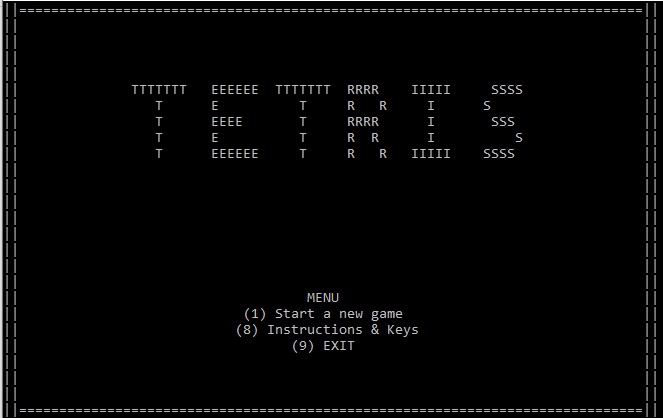 TTTTTTT   EEEEEE  TTTTTTT  RRRR    IIIII     SSSS
   T      E          T     R   R     I      S
   T      EEEE       T     RRRR      I       SSS
   T      E          T     R  R      I          S
   T      EEEEEE     T     R   R   IIIII    SSSS
MENU
(1) Start a new game
(8) Instructions & Keys
(9) EXIT